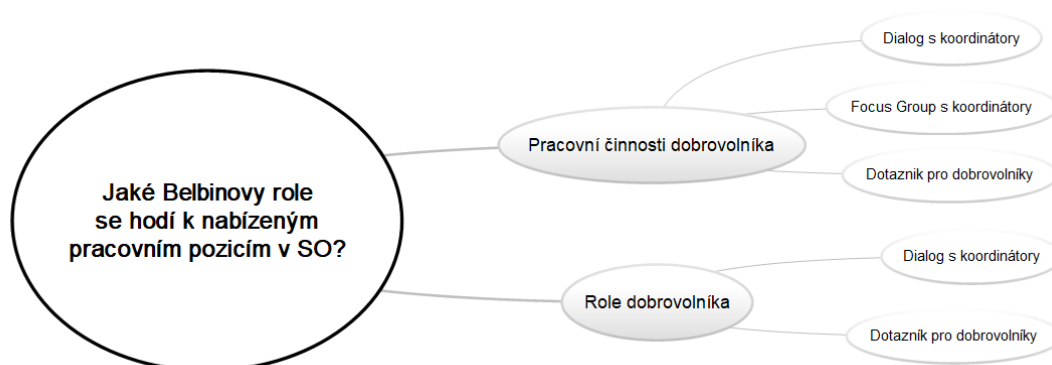 Jaké Belbinovy role
se hodí k nabízeným
pracovním pozicím v SO?
Pracovní činnosti dobrovolníka
Dialog s koordinátory
Focus Group s koordinátory
Dotaznik pro dobrovolníky
Role dobrovolníka
Dialog s koordinátory
Dotazník pro dobrovolníky